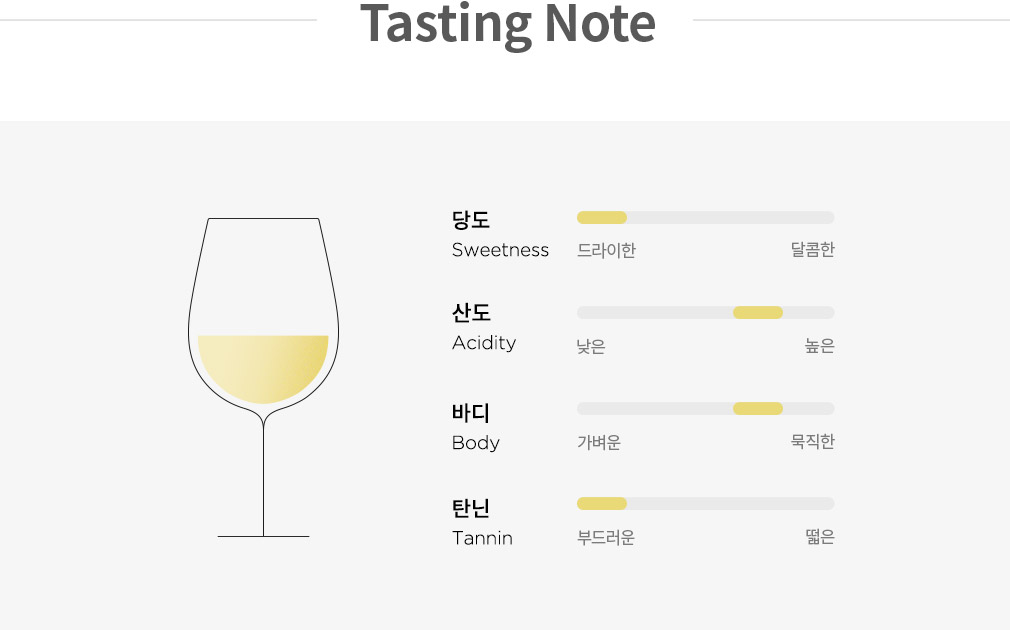 Tasting Note
당도
Sweetness
드라이한 달콤한
산도
Acidity
낮은 높은
바디
Body
가벼운 묵직한
탄닌
Tannin
부드러운 떫은